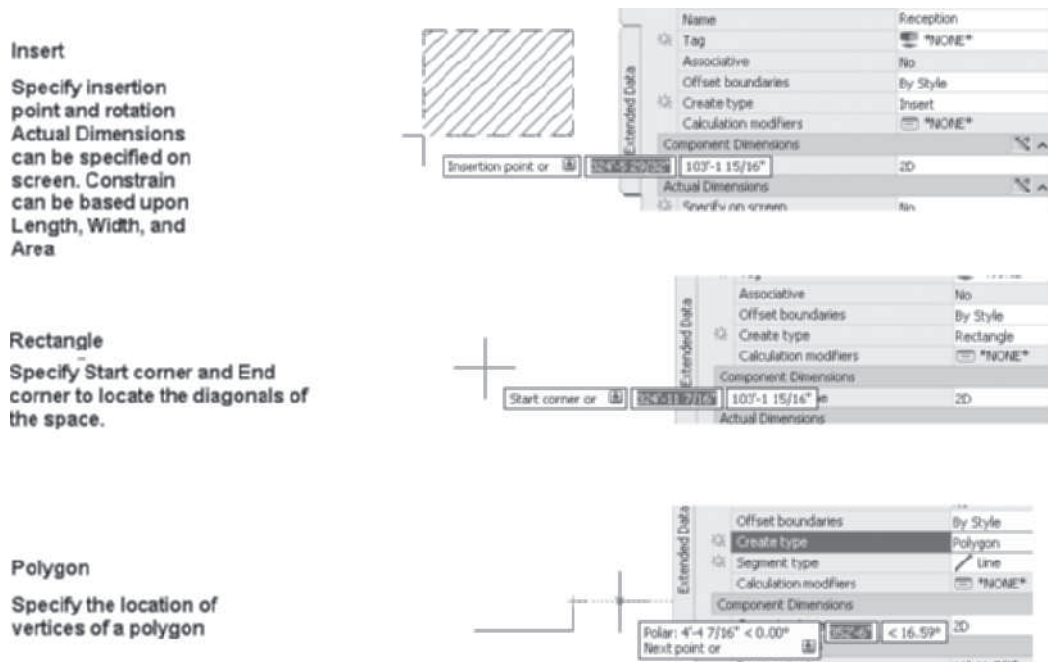 Insert
Specify insertion
point and rotation
Actual Dimensions
can be specified on
screen. Constrain
can be based upon
Length, Width, and
Area
Extended Data
Name Reception
Tag *NONE*
Associative No
Offset boundaries By Style
Create type Insert
Calculation modifiers *NONE*
Component Dimensions
Insertion point or 103'-1 15/16" 2D
Actual Dimensions
Specify on screen No
Rectangle
Specify Start corner and End
corner to locate the diagonals of
the space.
Extended Data
Associative No
Offset boundaries By Style
Create type Rectangle
Calculation modifiers *NONE*
Component Dimensions
Start corner or 103'-1 15/16" 2D
Actual Dimensions
Polygon
Specify the location of
vertices of a polygon
Extended Data
Offset boundaries By Style
Create type Polygon
Segment type Line
Calculation modifiers *NONE*
Component Dimensions
Polar: 4'-4 7/16" < 0.00° < 16.59° 2D
Next point or